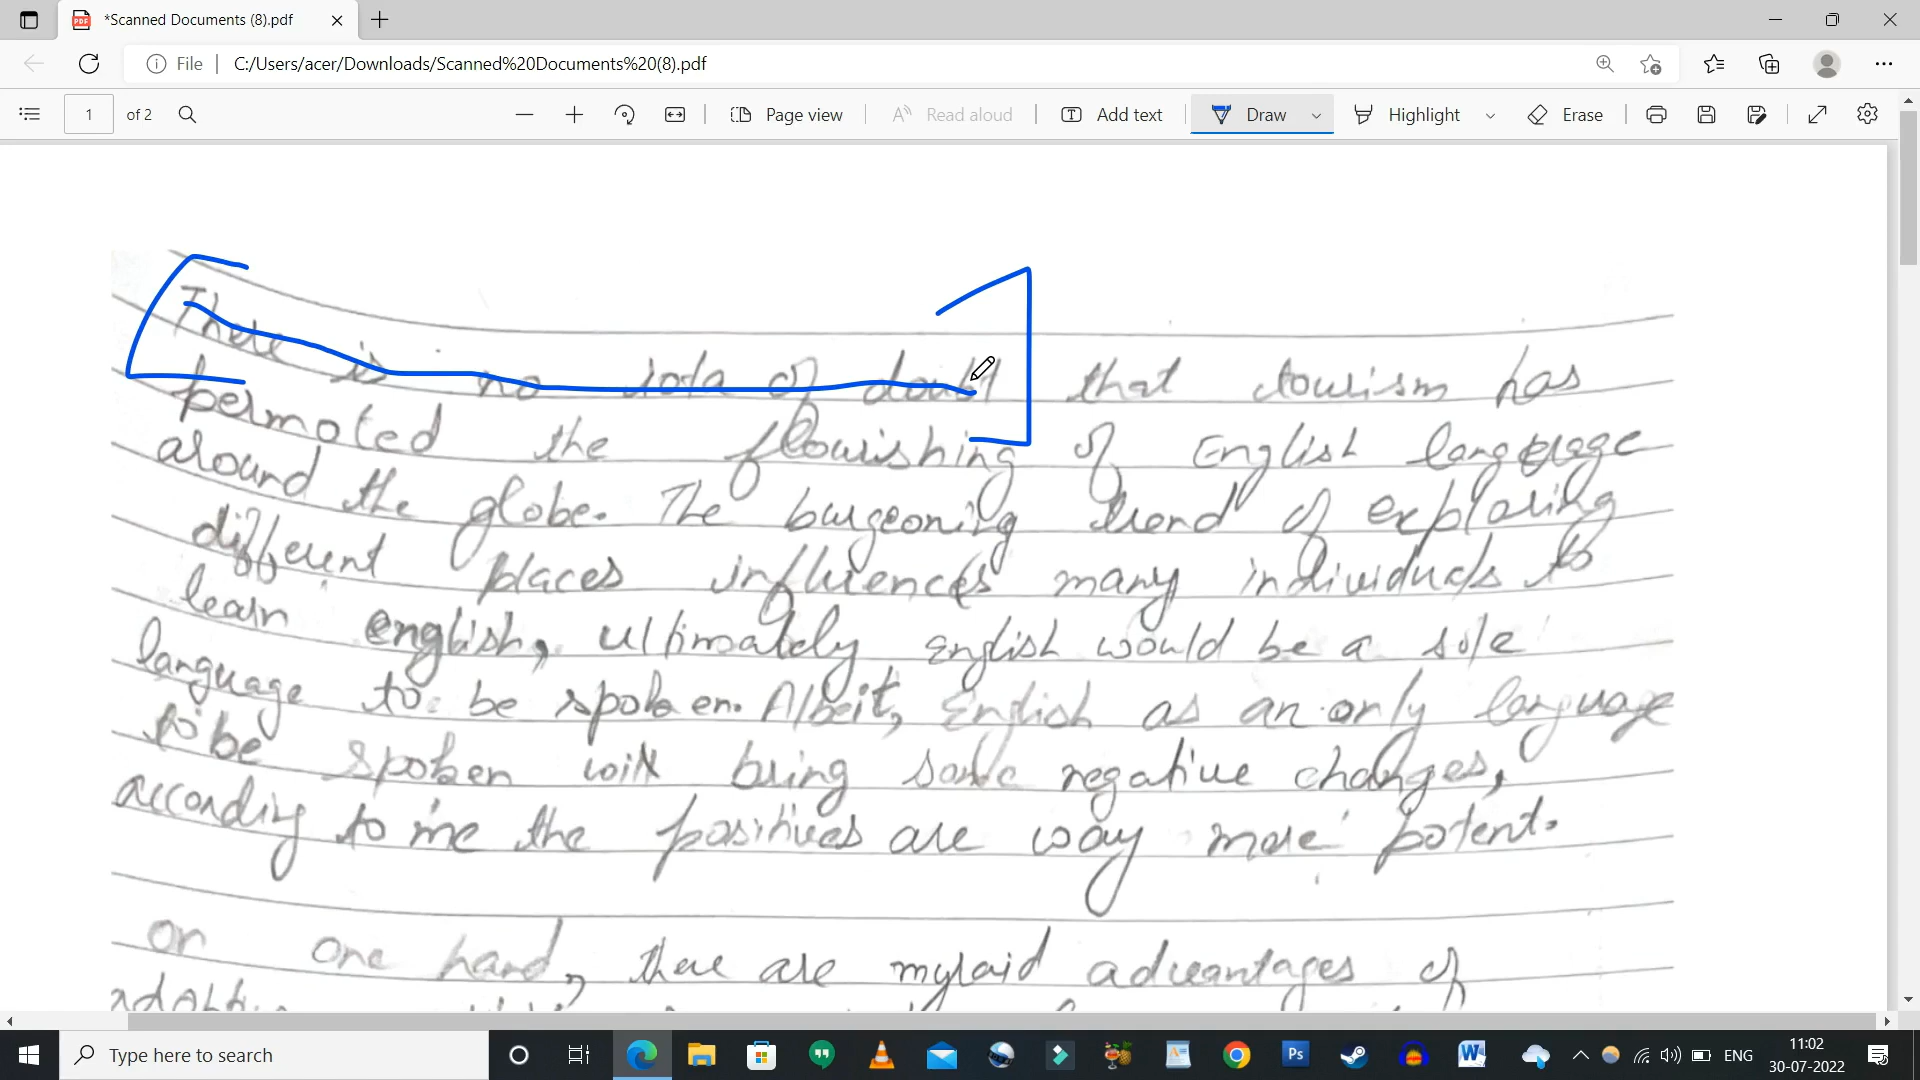 *Scanned Documents (8).pdf
File C:/Users/acer/Downloads/Scanned%20Documents%20(8).pdf
1 of 2 Page view Read aloud Add text Draw Highlight Erase
There is no iota of doubt that tourism has
permoted the flourishing of English language
around the globe. The burgeoning trend of exploring
different places influences many individuals to
learn english, ultimately English would be a sole
language to be spoken. Albeit, English as an only language
to be spoken will bring some negative changes,
according to me the positives are way more potent.
on one hand, there are myraid advantages of
Type here to search
Ps
ENG
11:02
30-07-2022